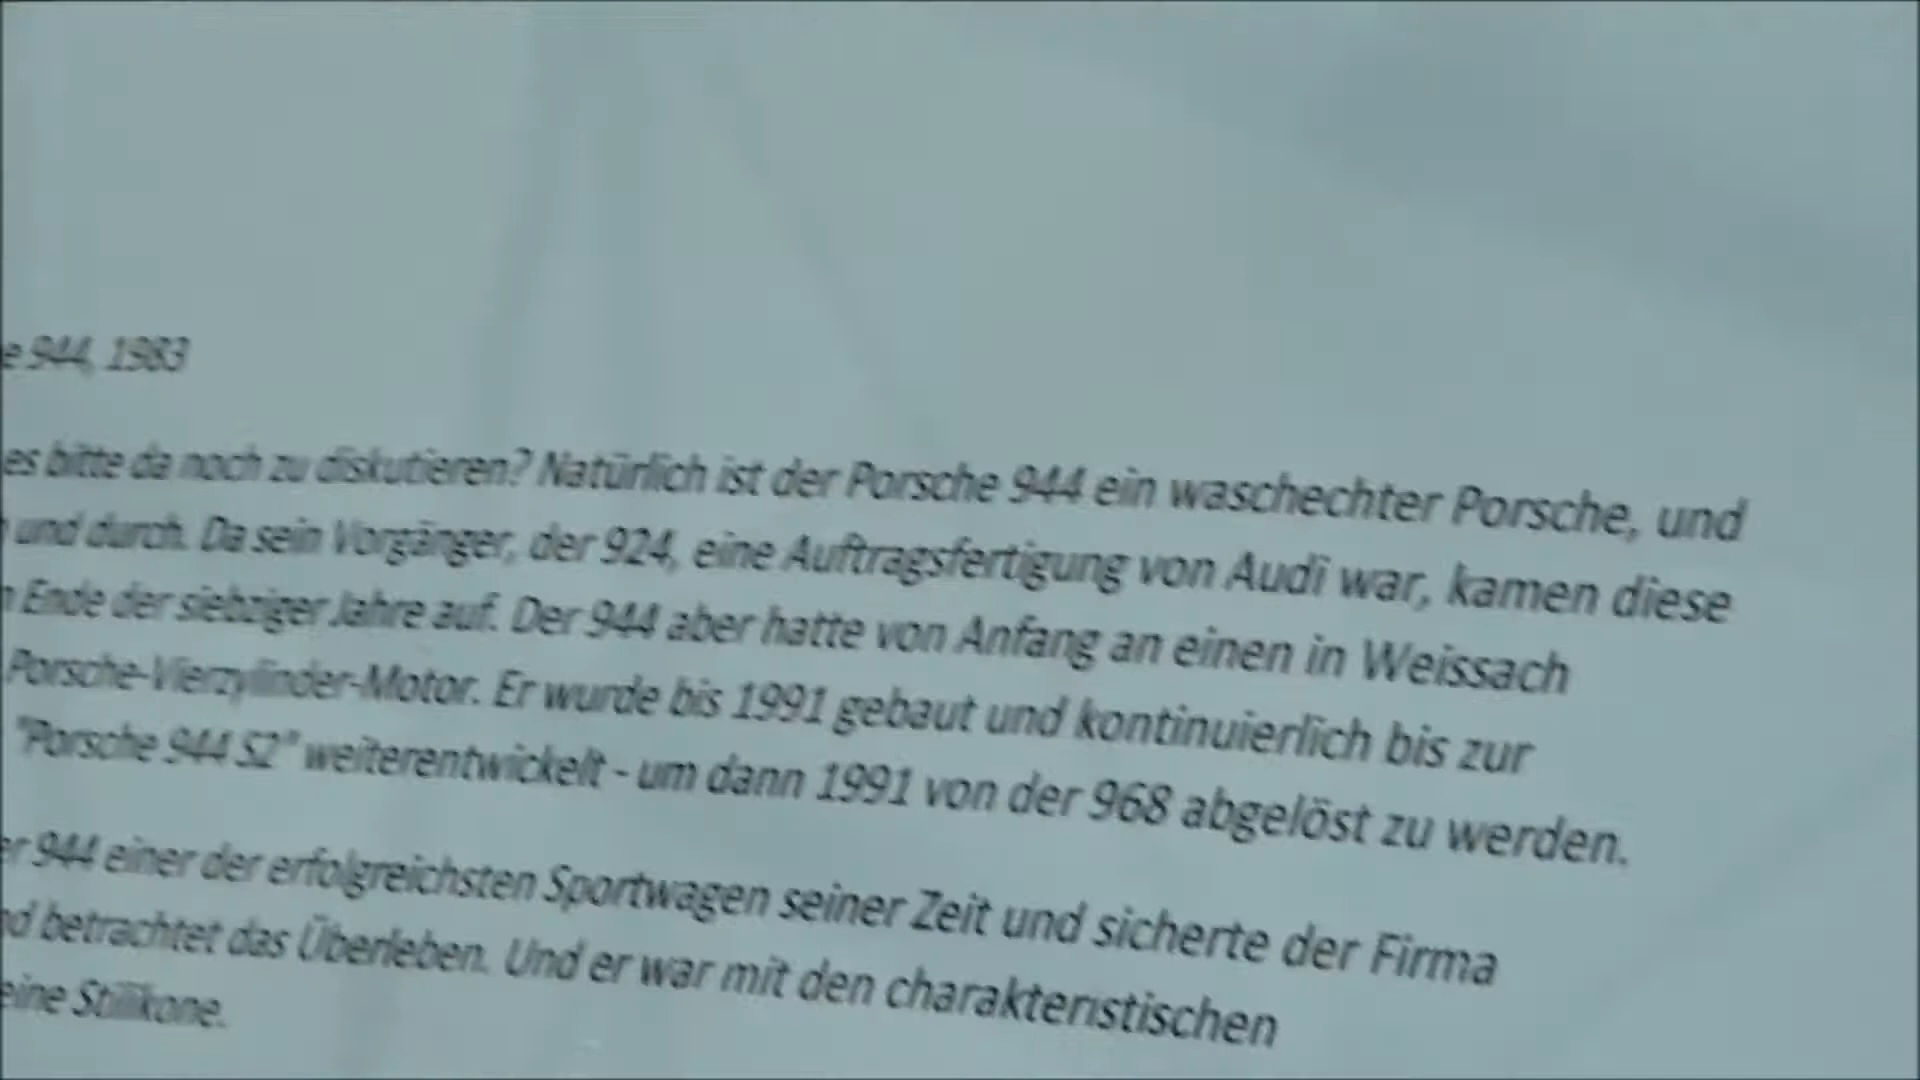 e 944, 1983
es bitte da noch zu diskutieren? Natürlich ist der Porsche 944 ein waschechter Porsche, und
und durch. Da sein Vorgänger, der 924, eine Auftragsfertigung von Audi war, kamen diese
n Ende der siebziger Jahre auf. Der 944 aber hatte von Anfang an einen in Weissach
Porsche-Vierzylinder-Motor. Er wurde bis 1991 gebaut und kontinuierlich bis zur
"Porsche 944 S2" weiterentwickelt - um dann 1991 von der 968 abgelöst zu werden.
er 944 einer der erfolgreichsten Sportwagen seiner Zeit und sicherte der Firma
nd betrachtet das Überleben. Und er war mit den charakteristischen
eine Stilikone.